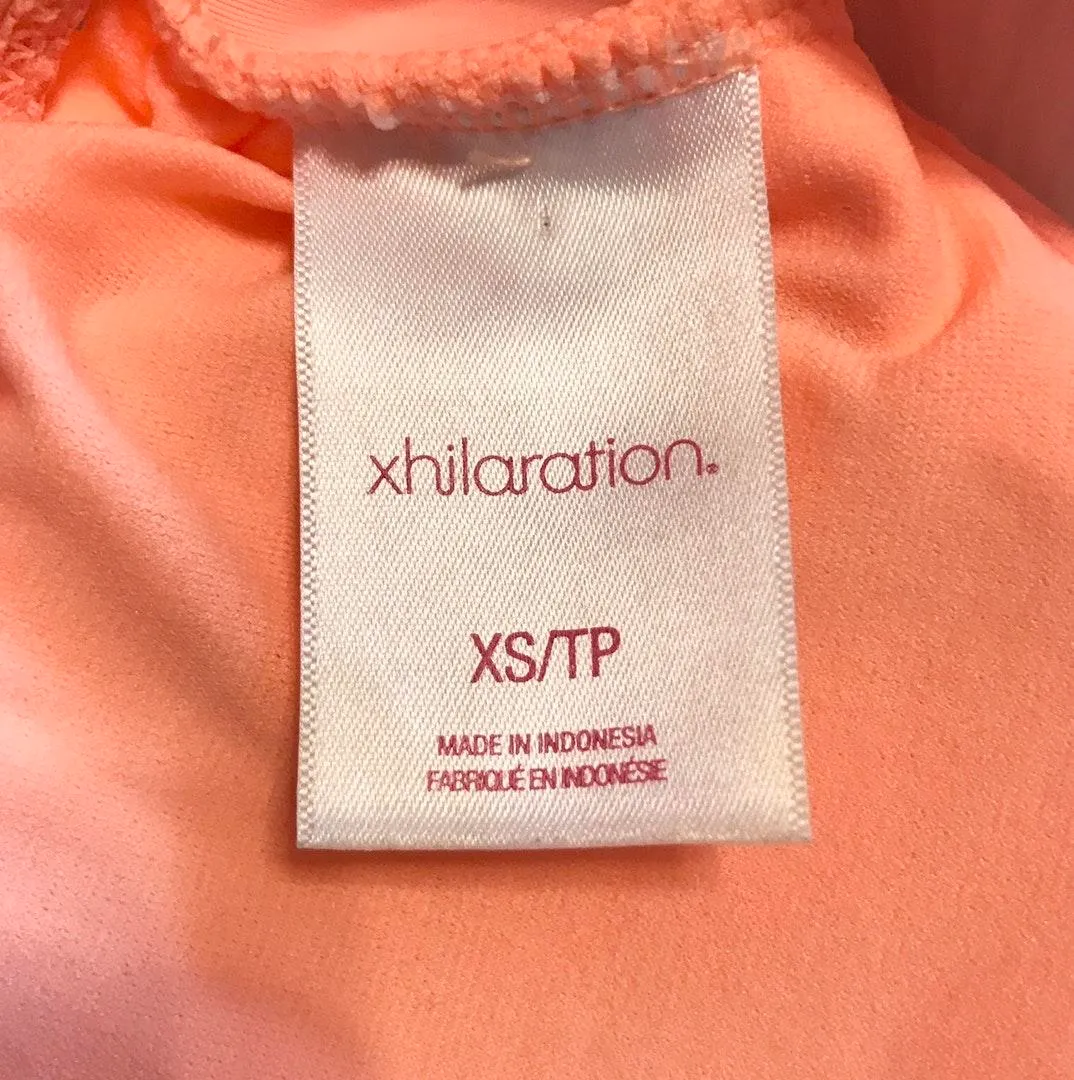 xhilaration®
XS/TP
MADE IN INDONESIA
FABRIQUÉ EN INDONÉSIE